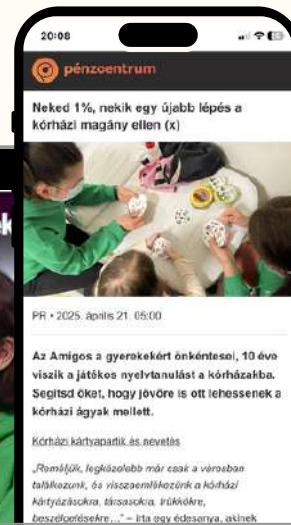 20:08
pénzcentrum
Neked 1%, nekik egy újabb lépés a
kórházi magány ellen (x)
PR • 2025. április 21. 05:00
Az Amigos a gyerekekért önkéntesei, 10 éve
viszik a játékos nyelvtanulást a kórházakba.
Segítsd őket, hogy jövőre is ott lehessenek a
kórházi ágyak mellett.
Kórházi kártyapartik és nevetés
„Reméljük, legközelebb már csak a városban
találkozunk, és visszaemlékezünk a kórházi
kártyázásokra, társasokra, trükkökre,
beszélgetésekre…” – írta egy édesanya, akinek